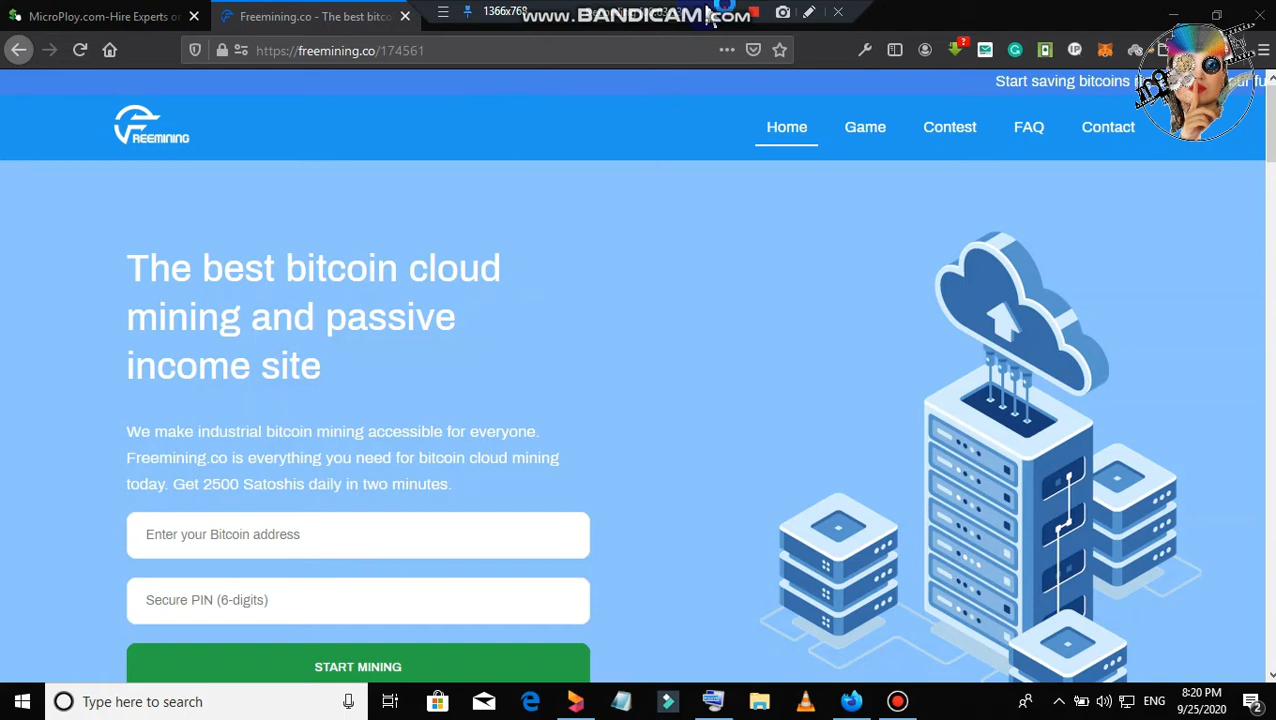 MicroPloy.com-Hire Experts or
Freemining.co - The best bitco
1366x768
www.BANDICAM.com
https://freemining.co/174561
Start saving bitcoins
FREEMINING
Home
Game
Contest
FAQ
Contact
The best bitcoin cloud
mining and passive
income site
We make industrial bitcoin mining accessible for everyone.
Freemining.co is everything you need for bitcoin cloud mining
today. Get 2500 Satoshis daily in two minutes.
Enter your Bitcoin address
Secure PIN (6-digits)
START MINING
Type here to search
ENG
8:20 PM
9/25/2020
2